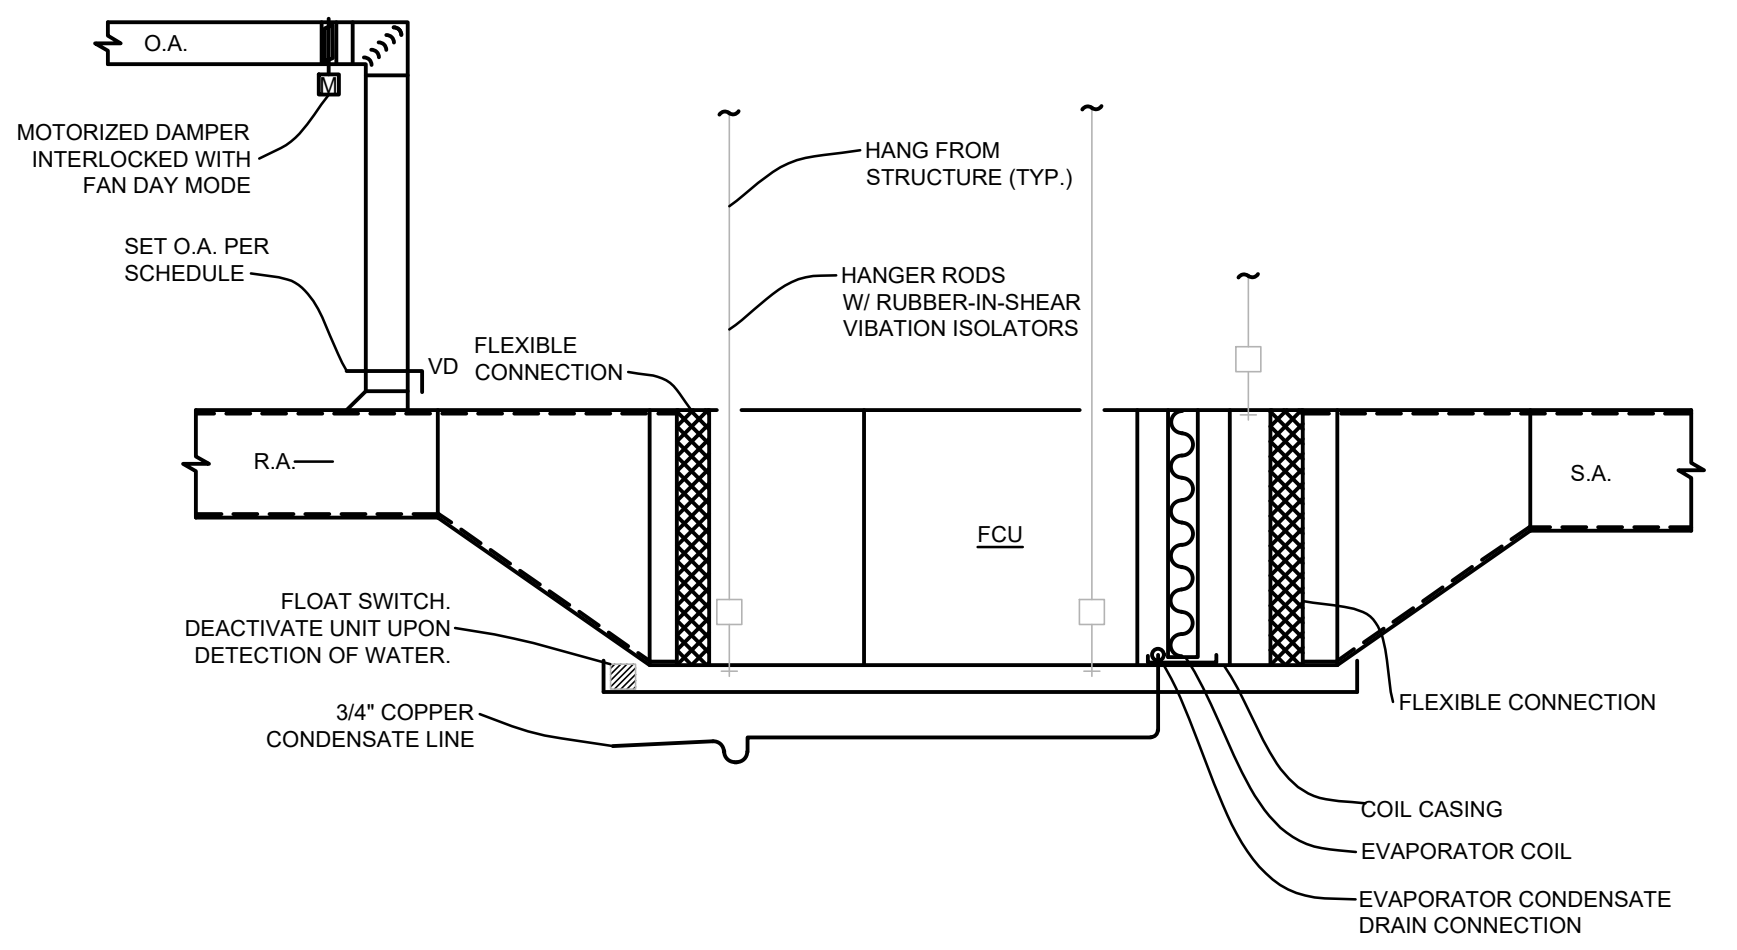 O.A.
M
MOTORIZED DAMPER
INTERLOCKED WITH
FAN DAY MODE
HANG FROM
STRUCTURE (TYP.)
SET O.A. PER
SCHEDULE
HANGER RODS
W/ RUBBER-IN-SHEAR
VIBATION ISOLATORS
VD
FLEXIBLE
CONNECTION
R.A.
S.A.
FCU
FLOAT SWITCH.
DEACTIVATE UNIT UPON
DETECTION OF WATER.
3/4" COPPER
CONDENSATE LINE
FLEXIBLE CONNECTION
COIL CASING
EVAPORATOR COIL
EVAPORATOR CONDENSATE
DRAIN CONNECTION